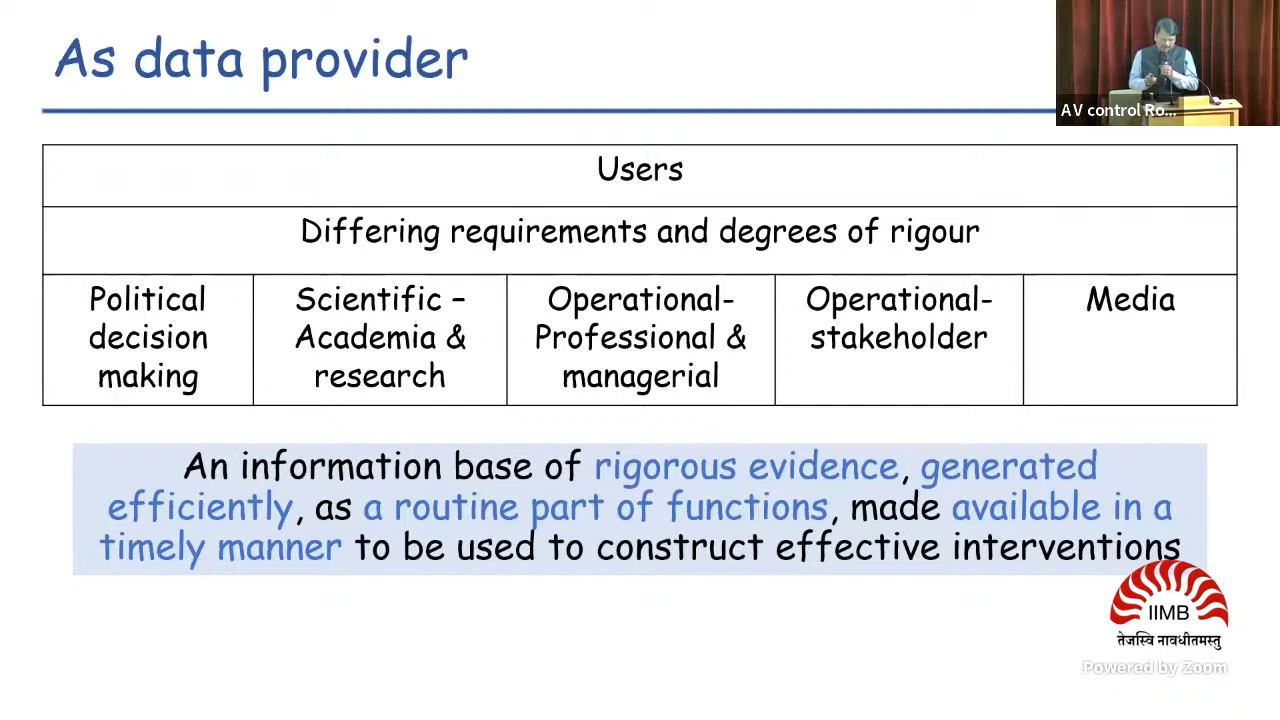 As data provider
AV control Ro...
Users
Differing requirements and degrees of rigour
Political
decision
making
Scientific –
Academia &
research
Operational-
Professional &
managerial
Operational-
stakeholder
Media
An information base of rigorous evidence, generated
efficiently, as a routine part of functions, made available in a
timely manner to be used to construct effective interventions
IIMB
तेजस्वि नावधीतमस्तु
Powered by Zoom